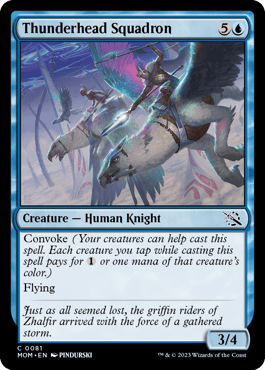 Thunderhead Squadron 5
Creature — Human Knight
Convoke (Your creatures can help cast this
spell. Each creature you tap while casting this
spell pays for 1 or one mana of that creature's
color.)
Flying
Just as all seemed lost, the griffin riders of
Zhalfir arrived with the force of a gathered
storm.
3/4
C 0081
MOM • EN PINDURSKI
™ & © 2023 Wizards of the Coast